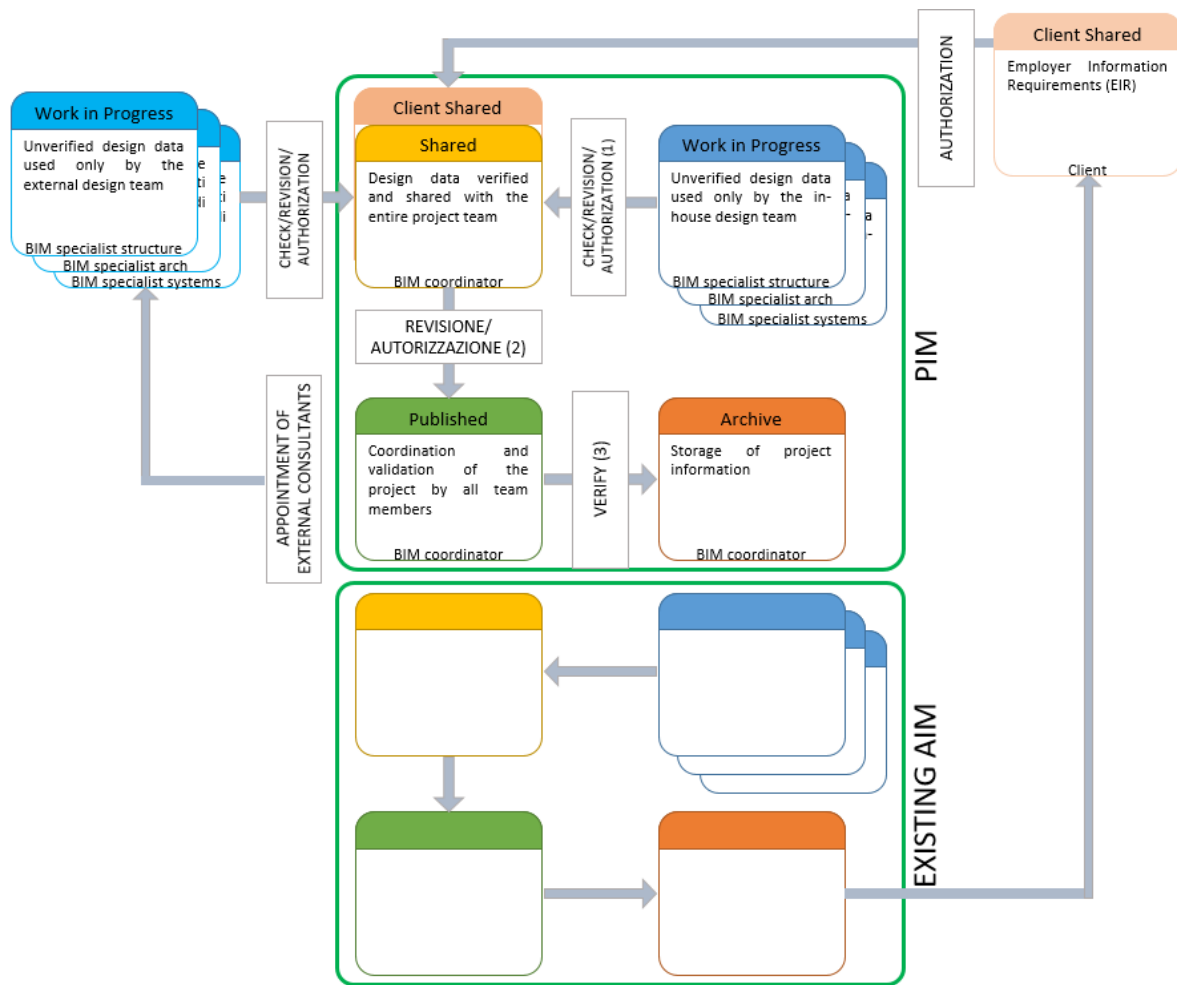 Client Shared
Employer Information
Requirements (EIR)
Client
AUTHORIZATION
Work in Progress
Unverified design data
used only by the
external design team
e
ti
di
e
ti
i
BIM specialist structure
BIM specialist arch
BIM specialist systems
CHECK/REVISION/
AUTHORIZATION
Client Shared
Shared
Design data verified
and shared with the
entire project team
BIM coordinator
CHECK/REVISION/
AUTHORIZATION (1)
Work in Progress
Unverified design data
used only by the in-
house design team
a
-
a
-
BIM specialist structure
BIM specialist arch
BIM specialist systems
PIM
REVISIONE/
AUTORIZZAZIONE (2)
APPOINTMENT OF
EXTERNAL CONSULTANTS
Published
Coordination and
validation of the
project by all team
members
BIM coordinator
VERIFY (3)
Archive
Storage of project
information
BIM coordinator
EXISTING AIM